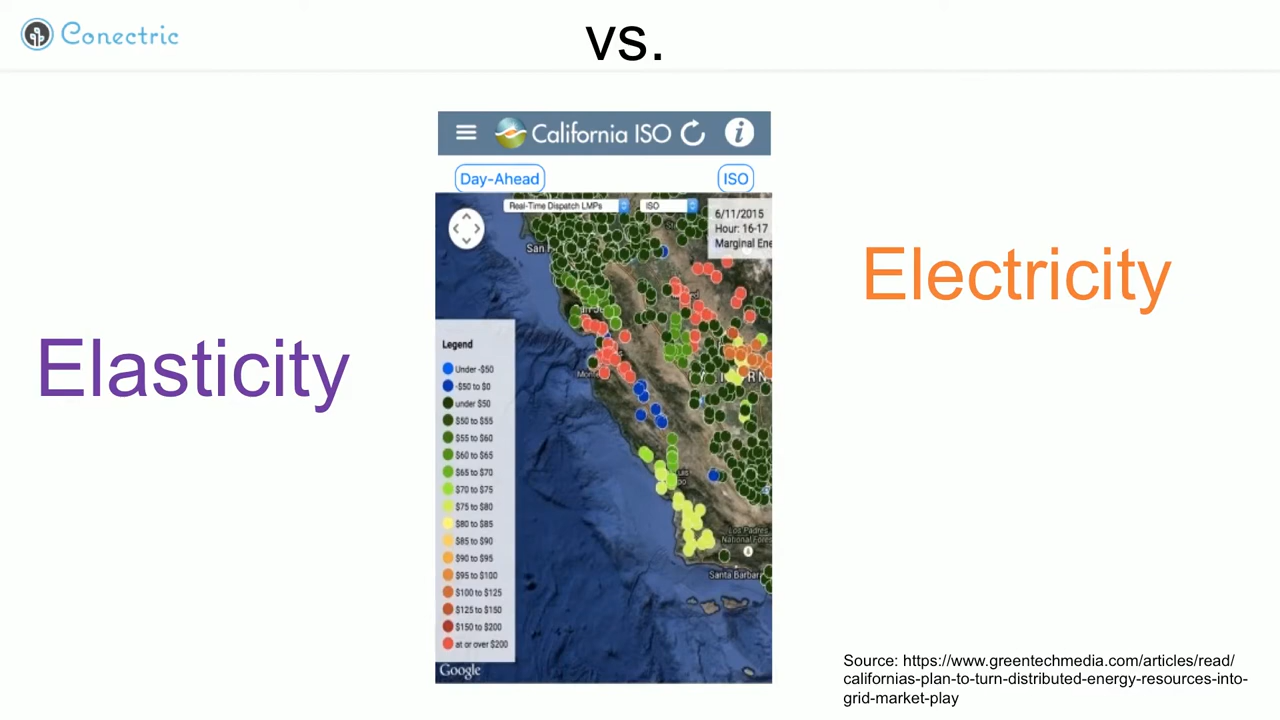 Conectric
vs.
California ISO
Day-Ahead
ISO
Real-Time Dispatch LMPs
ISO
6/11/2015
Hour: 16-17
Marginal Ene
San F
Elasticity
Electricity
Legend
Under -$50
-$50 to $0
under $50
$50 to $55
$55 to $60
$60 to $65
$65 to $70
$70 to $75
$75 to $80
$80 to $85
$85 to $90
$90 to $95
$95 to $100
$100 to $125
$125 to $150
$150 to $200
at or over $200
Los Padres
National Fores
Santa Barbar
Google
Source: https://www.greentechmedia.com/articles/read/
californias-plan-to-turn-distributed-energy-resources-into-
grid-market-play